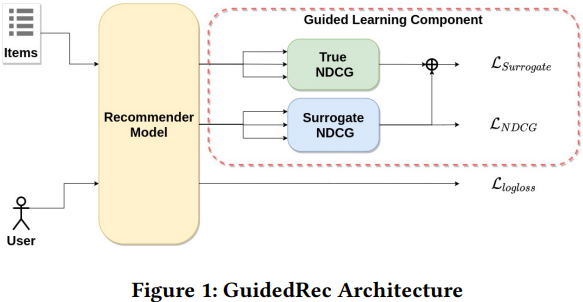 Guided Learning Component
Items
True
NDCG
ℒ_Surrogate
Recommender
Model
Surrogate
NDCG
ℒ_NDCG
ℒ_logloss
User
Figure 1: GuidedRec Architecture